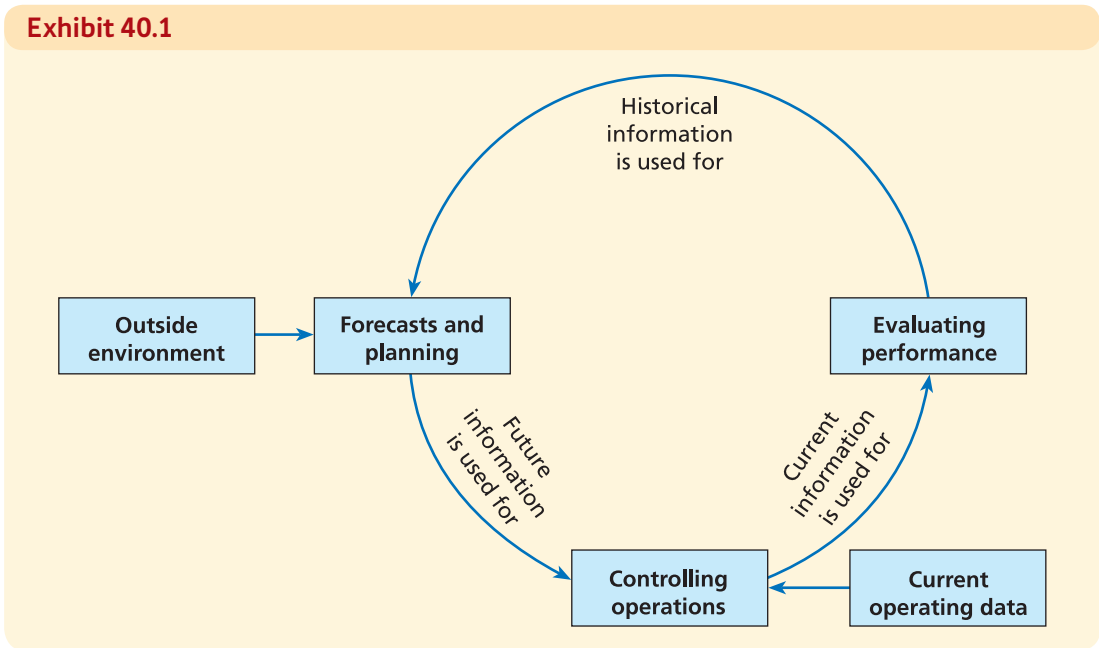 Exhibit 40.1
Historical
information
is used for
Outside
environment
Forecasts and
planning
Evaluating
performance
Future
information
is used for
Current
information
is used for
Controlling
operations
Current
operating data